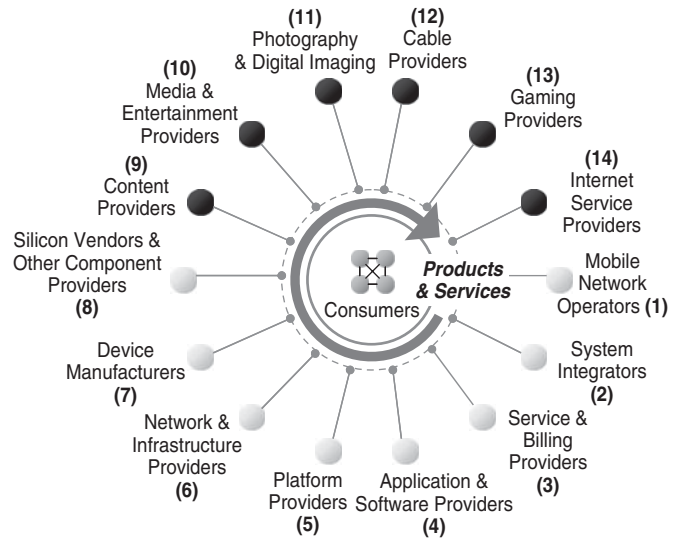 (11)
Photography
& Digital Imaging
(12)
Cable
Providers
(10)
Media &
Entertainment
Providers
(13)
Gaming
Providers
(9)
Content
Providers
(14)
Internet
Service
Providers
Silicon Vendors &
Other Component
Providers
(8)
Products
& Services
Consumers
Mobile
Network
Operators (1)
Device
Manufacturers
(7)
System
Integrators
(2)
Network &
Infrastructure
Providers
(6)
Service &
Billing
Providers
(3)
Platform
Providers
(5)
Application &
Software Providers
(4)